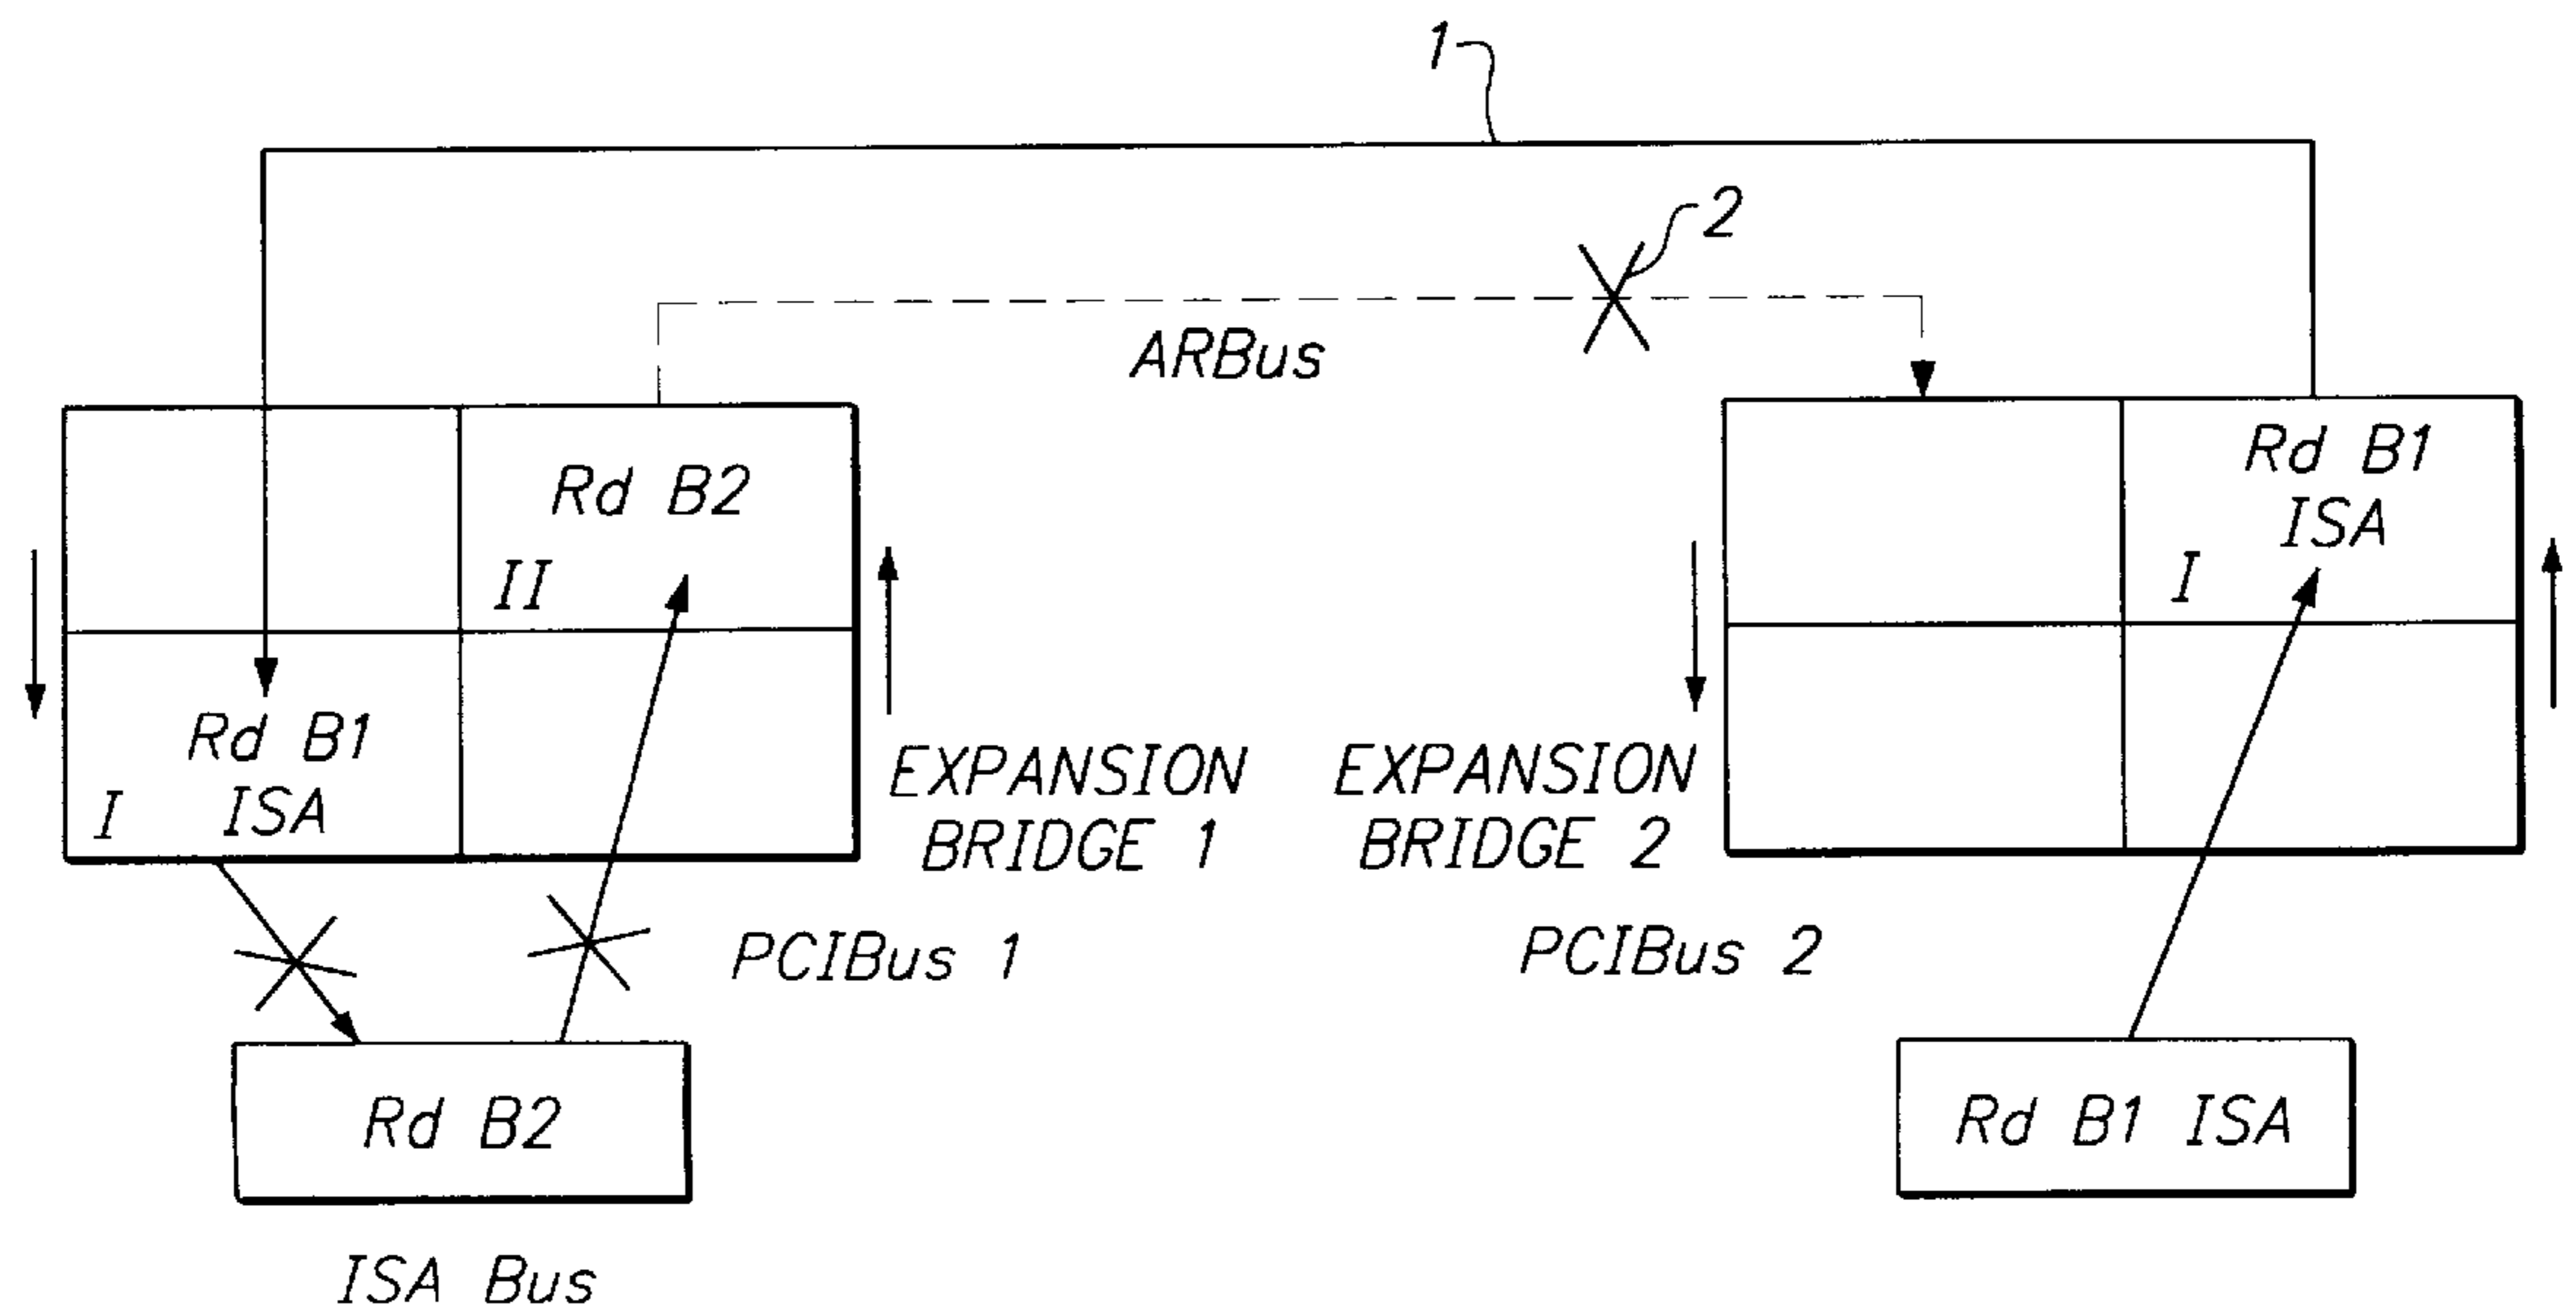 1
2
ARBus
Rd B2
II
Rd B1
ISA
I
Rd B1
ISA
I
EXPANSION
BRIDGE 1
EXPANSION
BRIDGE 2
PCIBus 1
PCIBus 2
Rd B2
Rd B1 ISA
ISA Bus